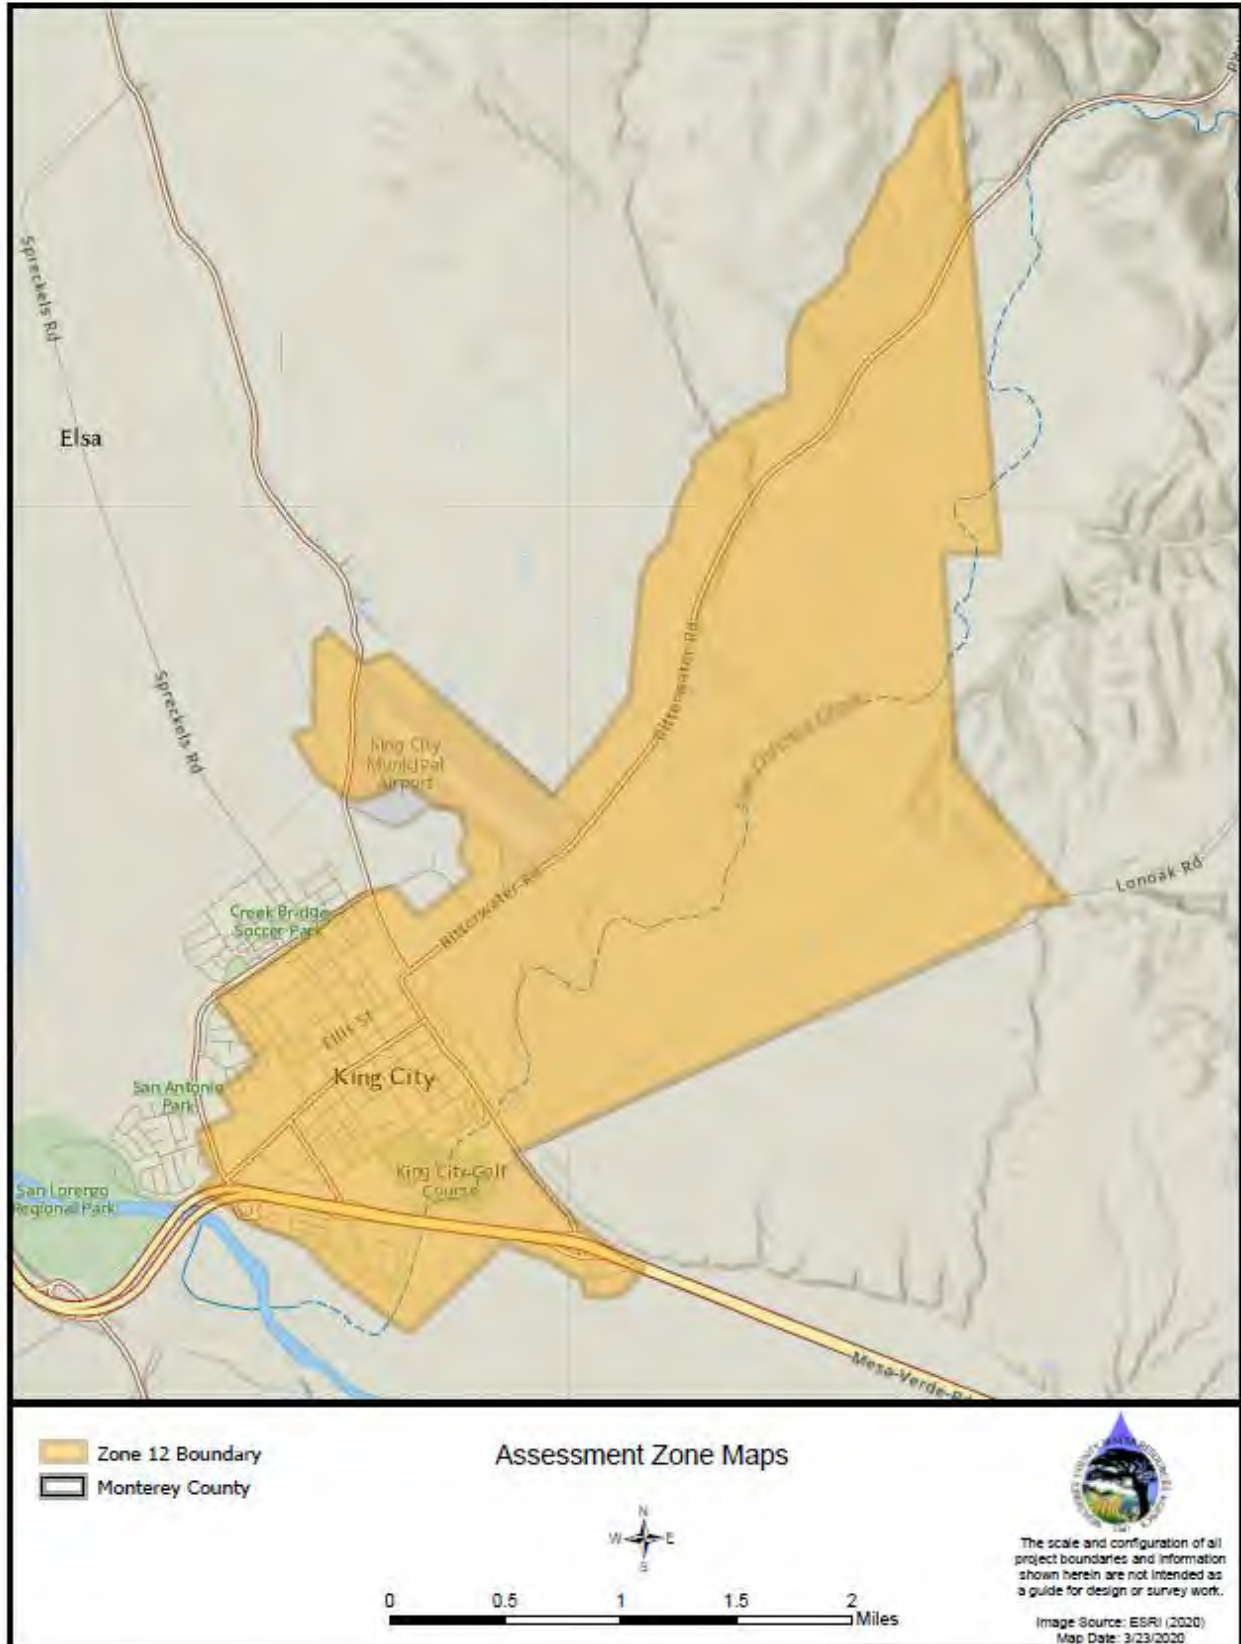 Spreckels Rd
Elsa
Spreckels Rd
King City
Municipal
Airport
Bitterwater Rd
San Lorenzo Creek
Lonoak Rd
Bitterwater Rd
Creek Bridge
Soccer Park
Ellis St
King City
San Antonio
Park
King City Golf
Course
San Lorenzo
Regional Park
Mesa-Verde-Rd
Zone 12 Boundary
Monterey County
Assessment Zone Maps
N
W E
S
0 0.5 1 1.5 2
Miles
The scale and configuration of all
project boundaries and information
shown herein are not intended as
a guide for design or survey work.
Image Source: ESRI (2020)
Map Date: 3/23/2020